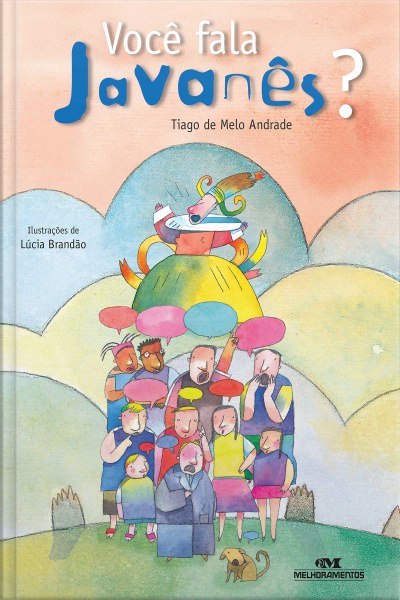 Você fala
Javanês?
Tiago de Melo Andrade
Ilustrações de
Lúcia Brandão
MELHORAMENTOS